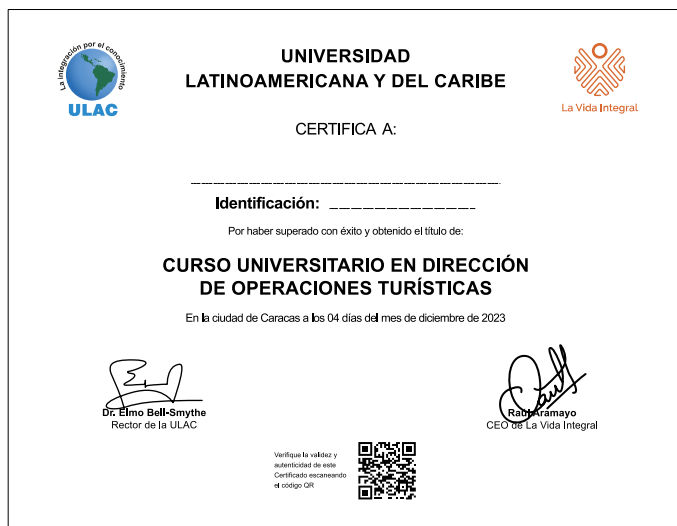 La integración por el conocimiento
ULAC
UNIVERSIDAD
LATINOAMERICANA Y DEL CARIBE
La Vida Integral
CERTIFICA A:
Identificación:
Por haber superado con éxito y obtenido el título de:
CURSO UNIVERSITARIO EN DIRECCIÓN
DE OPERACIONES TURÍSTICAS
En la ciudad de Caracas a los 04 días del mes de diciembre de 2023
Dr. Elmo Bell-Smythe
Rector de la ULAC
Raúl Aramayo
CEO de La Vida Integral
Verifique la validez y
autenticidad de este
Certificado escaneando
el código QR